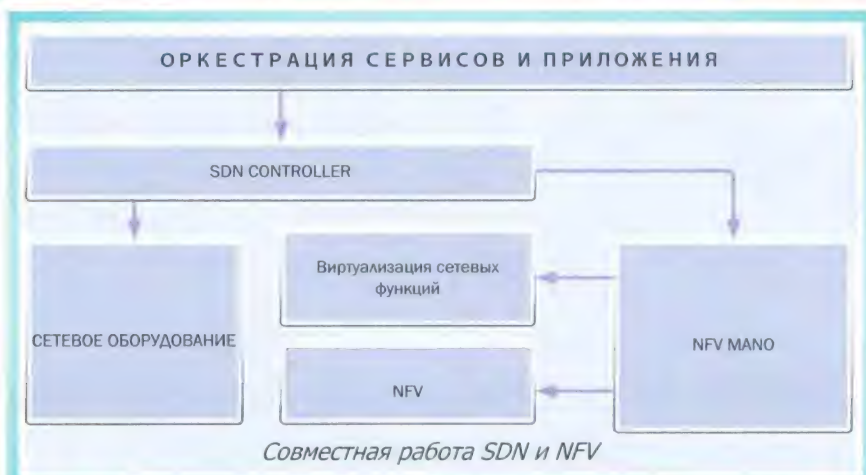 ОРКЕСТРАЦИЯ СЕРВИСОВ И ПРИЛОЖЕНИЯ
SDN CONTROLLER
СЕТЕВОЕ ОБОРУДОВАНИЕ
Виртуализация сетевых
функций
NFV
NFV MANO
Совместная работа SDN и NFV